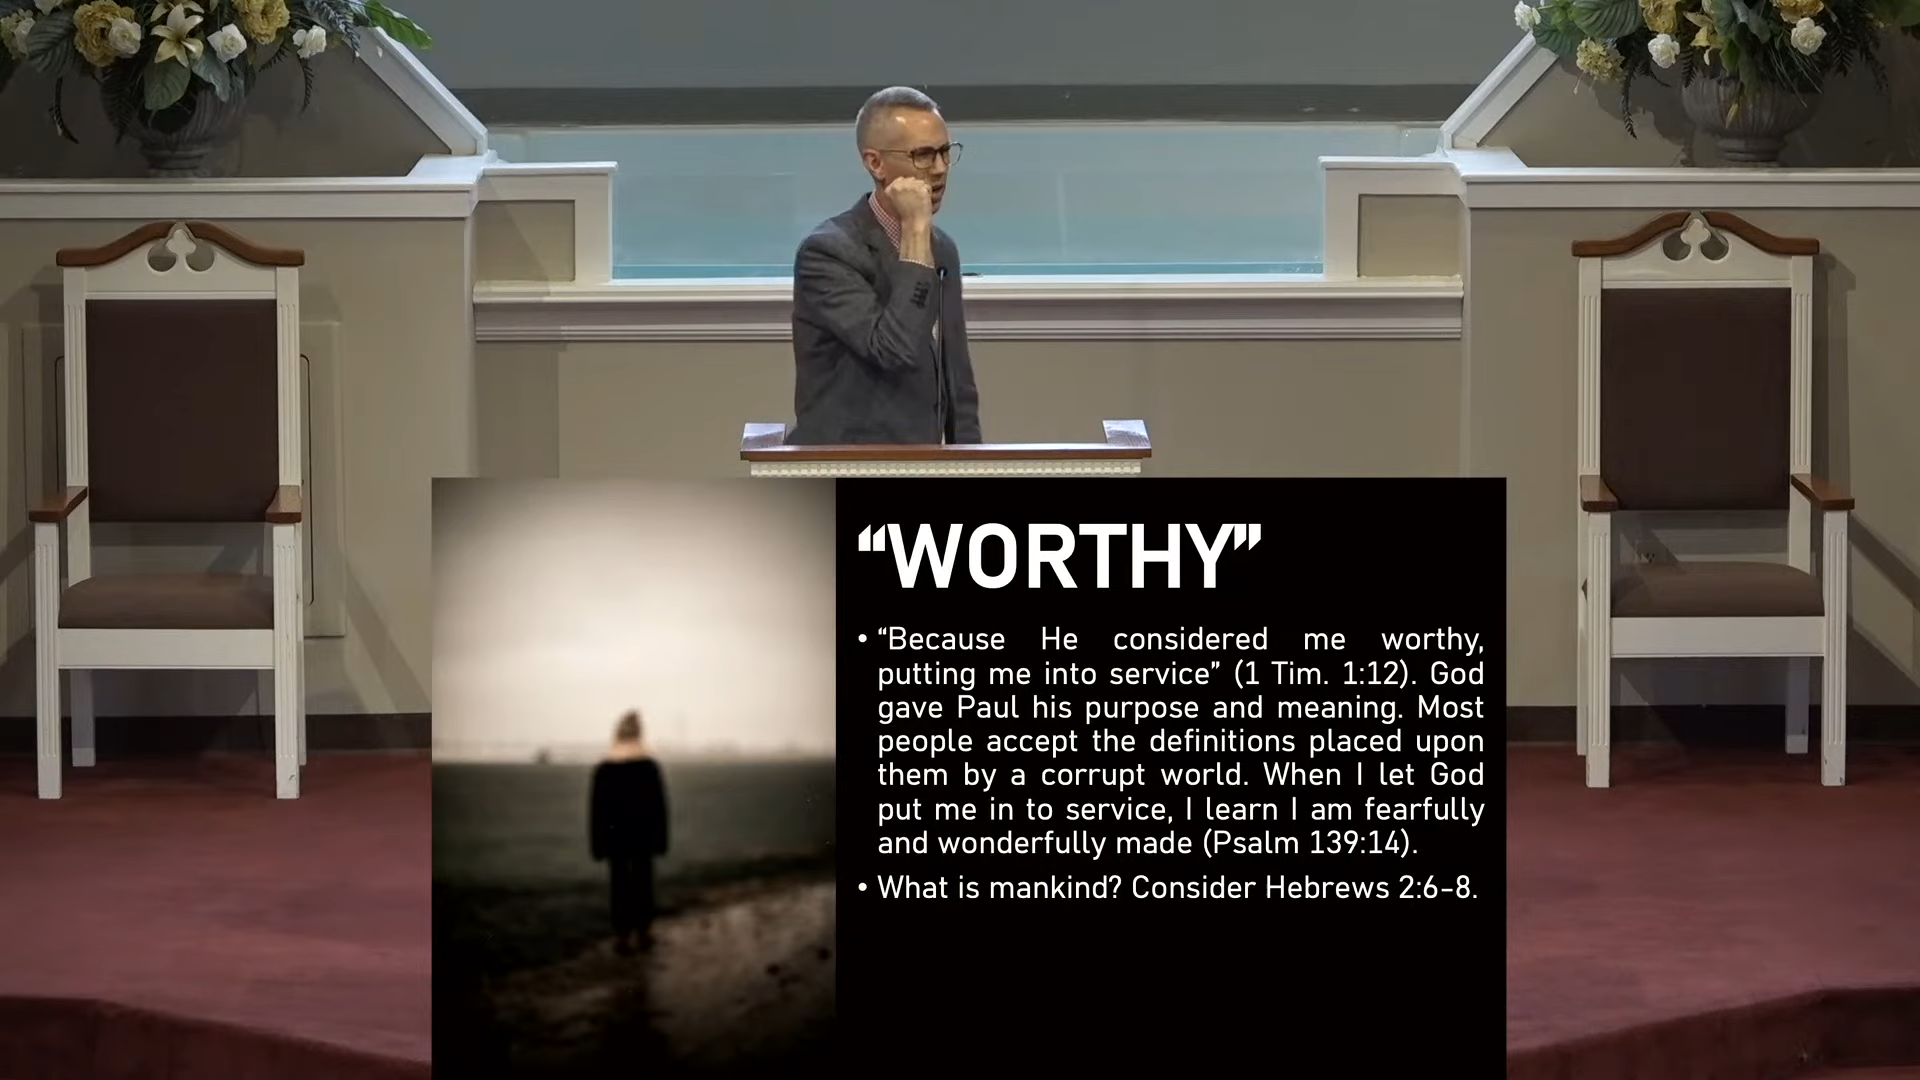 “WORTHY”
• “Because He considered me worthy,
putting me into service” (1 Tim. 1:12). God
gave Paul his purpose and meaning. Most
people accept the definitions placed upon
them by a corrupt world. When I let God
put me in to service, I learn I am fearfully
and wonderfully made (Psalm 139:14).
• What is mankind? Consider Hebrews 2:6-8.